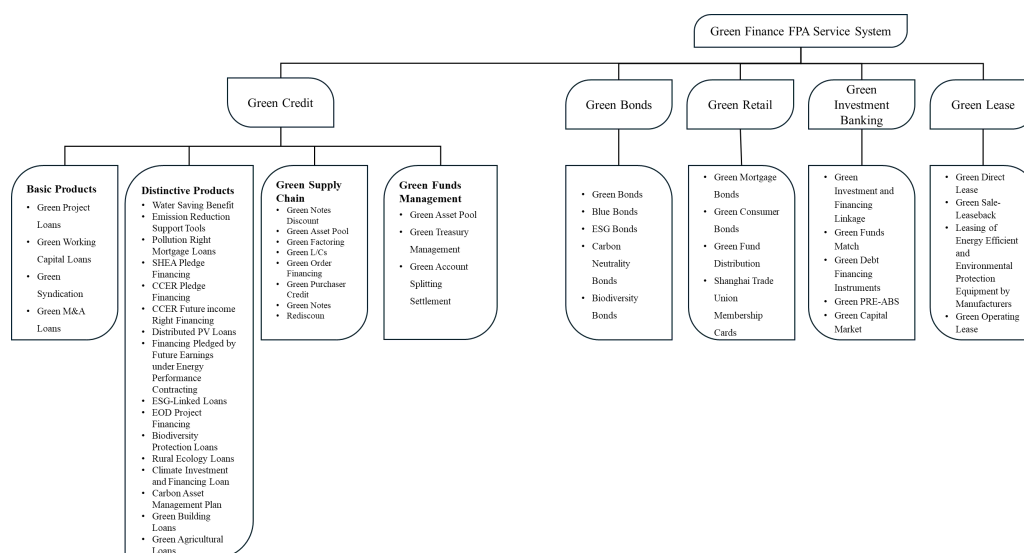 Green Finance FPA Service System
Green Credit
Green Bonds
Green Retail
Green
Investment
Banking
Green Lease
Basic Products
• Green Project
Loans
• Green Working
Capital Loans
• Green
Syndication
• Green M&A
Loans
Distinctive Products
• Water Saving Benefit
• Emission Reduction
Support Tools
• Pollution Right
Mortgage Loans
• SHEA Pledge
Financing
• CCER Pledge
Financing
• CCER Future income
Right Financing
• Distributed PV Loans
• Financing Pledged by
Future Earnings
under Energy
Performance
Contracting
• ESG-Linked Loans
• EOD Project
Financing
• Biodiversity
Protection Loans
• Rural Ecology Loans
• Climate Investment
and Financing Loan
• Carbon Asset
Management Plan
• Green Building
Loans
• Green Agricultural
Loans
Green Supply
Chain
• Green Notes
Discount
• Green Asset Pool
• Green Factoring
• Green L/Cs
• Green Order
Financing
• Green Purchaser
Credit
• Green Notes
• Rediscoun
Green Funds
Management
• Green Asset Pool
• Green Treasury
Management
• Green Account
Splitting
Settlement
• Green Bonds
• Blue Bonds
• ESG Bonds
• Carbon
Neutrality
Bonds
• Biodiversity
Bonds
• Green Mortgage
Bonds
• Green Consumer
Bonds
• Green Fund
Distribution
• Shanghai Trade
Union
Membership
Cards
• Green
Investment and
Financing
Linkage
• Green Funds
Match
• Green Debt
Financing
Instruments
• Green PRE-ABS
• Green Capital
Market
• Green Direct
Lease
• Green Sale-
Leaseback
• Leasing of
Energy Efficient
and
Environmental
Protection
Equipment by
Manufacturers
• Green Operating
Lease